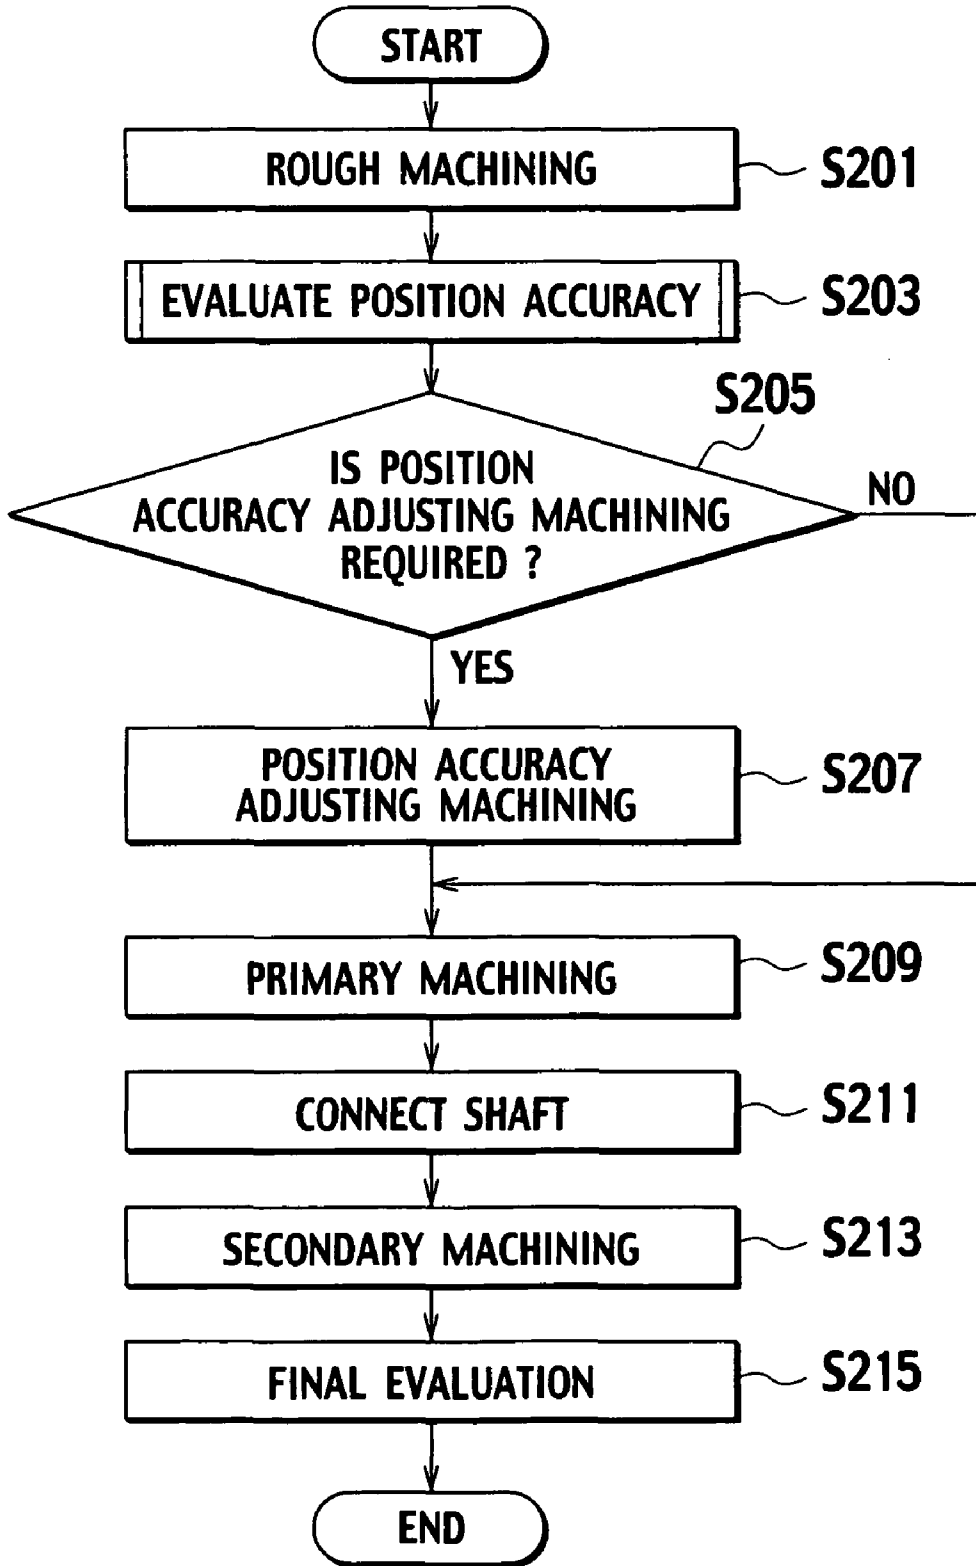 START
ROUGH MACHINING
S201
EVALUATE POSITION ACCURACY
S203
S205
IS POSITION
ACCURACY ADJUSTING MACHINING
REQUIRED ?
NO
YES
POSITION ACCURACY
ADJUSTING MACHINING
S207
PRIMARY MACHINING
S209
CONNECT SHAFT
S211
SECONDARY MACHINING
S213
FINAL EVALUATION
S215
END